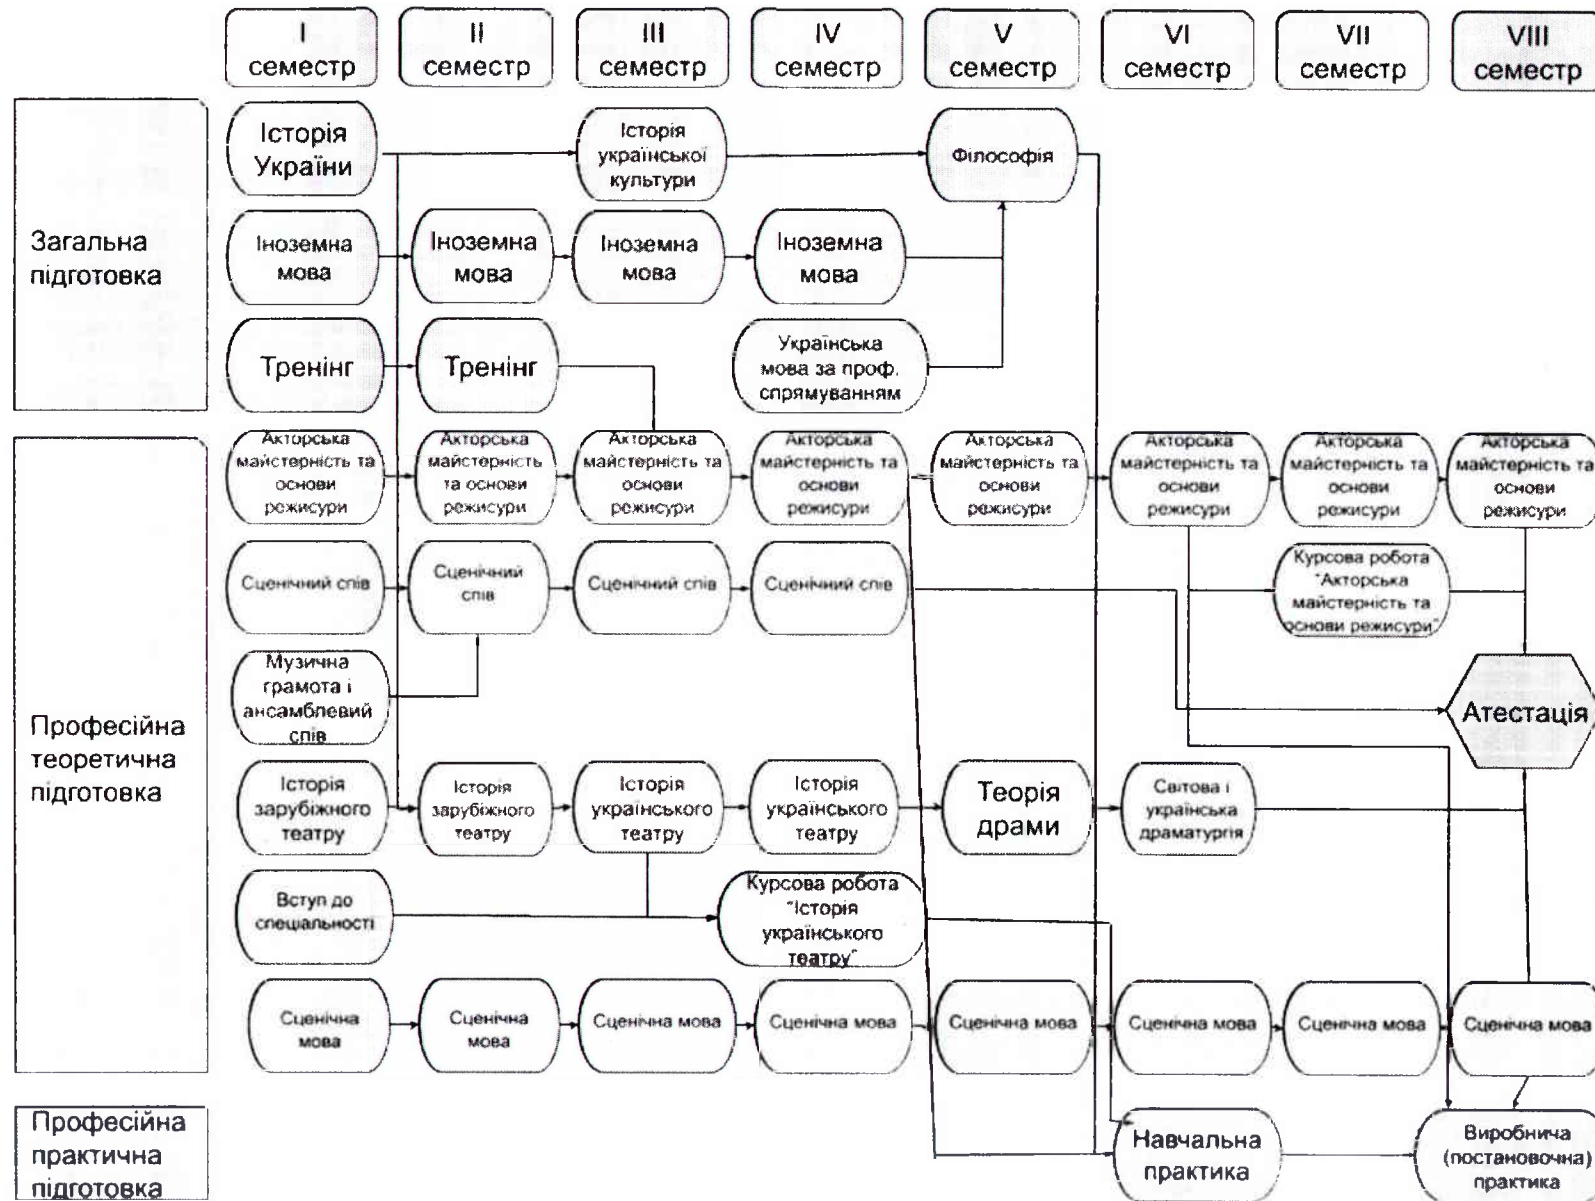 I
семестр
II
семестр
III
семестр
IV
семестр
V
семестр
VI
семестр
VII
семестр
VIII
семестр
Загальна
підготовка
Історія
України
Історія
української
культури
Філософія
Іноземна
мова
Іноземна
мова
Іноземна
мова
Іноземна
мова
Тренінг
Тренінг
Українська
мова за проф.
спрямуванням
Професійна
теоретична
підготовка
Акторська
майстерність та
основи
режисури
Акторська
майстерність
та основи
режисури
Акторська
майстерність та
основи
режисури
Акторська
майстерність та
основи
режисури
Акторська
майстерність та
основи
режисури
Акторська
майстерність та
основи
режисури
Акторська
майстерність та
основи
режисури
Акторська
майстерність та
основи
режисури
Сценічний спів
Сценічний
спів
Сценічний спів
Сценічний спів
Курсова робота
"Акторська
майстерність та
основи режисури"
Музична
грамота і
ансамблевий
спів
Атестація
Історія
зарубіжного
театру
Історія
зарубіжного
театру
Історія
українського
театру
Історія
українського
театру
Теорія
драми
Світова і
українська
драматургія
Вступ до
спеціальності
Курсова робота
"Історія
українського
театру"
Сценічна
мова
Сценічна
мова
Сценічна мова
Сценічна мова
Сценічна мова
Сценічна мова
Сценічна мова
Сценічна мова
Професійна
практична
підготовка
Навчальна
практика
Виробнича
(постановочна)
практика